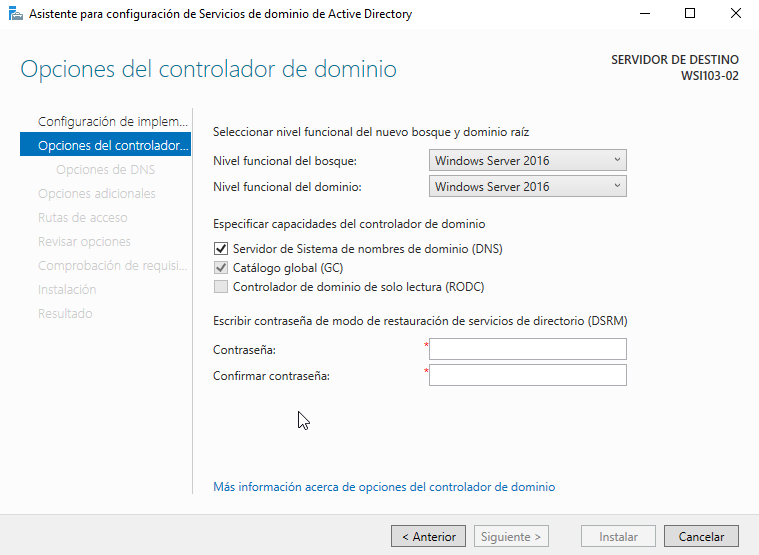 Asistente para configuración de Servicios de dominio de Active Directory
Opciones del controlador de dominio
SERVIDOR DE DESTINO
WSI103-02
Configuración de implem...
Opciones del controlador...
Opciones de DNS
Opciones adicionales
Rutas de acceso
Revisar opciones
Comprobación de requisi...
Instalación
Resultado
Seleccionar nivel funcional del nuevo bosque y dominio raíz
Nivel funcional del bosque: Windows Server 2016
Nivel funcional del dominio: Windows Server 2016
Especificar capacidades del controlador de dominio
Servidor de Sistema de nombres de dominio (DNS)
Catálogo global (GC)
Controlador de dominio de solo lectura (RODC)
Escribir contraseña de modo de restauración de servicios de directorio (DSRM)
Contraseña: *
Confirmar contraseña: *
Más información acerca de opciones del controlador de dominio
< Anterior Siguiente > Instalar Cancelar